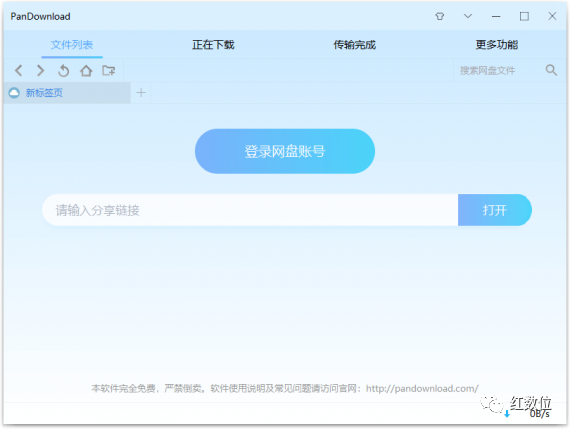 PanDownload
文件列表 正在下载 传输完成 更多功能
搜索网盘文件
新标签页
登录网盘账号
请输入分享链接 打开
本软件完全免费，严禁倒卖。软件使用说明及常见问题请访问官网：http://pandownload.com/
红数位
0B/s